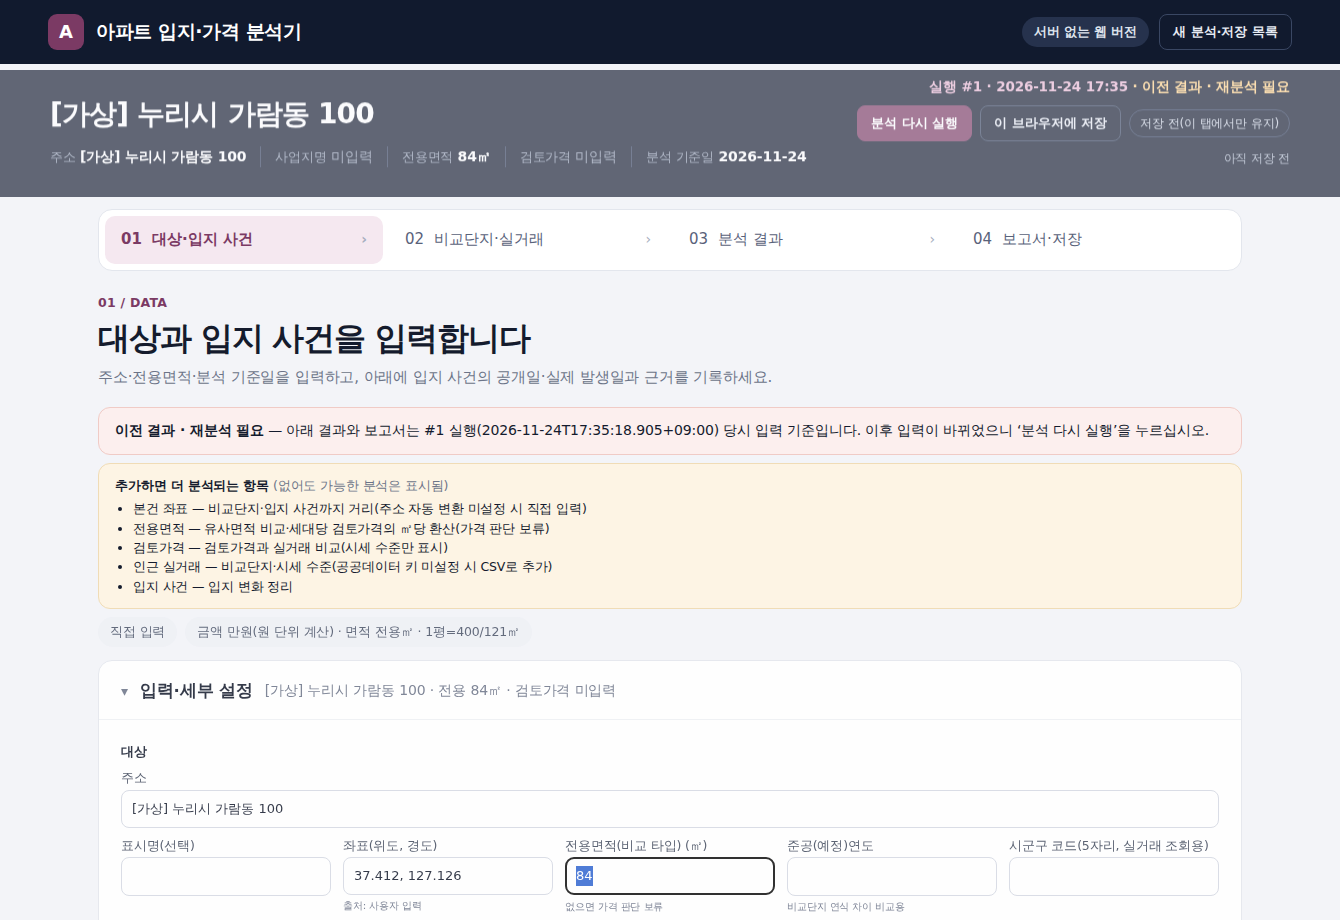 A 아파트 입지·가격 분석기
서버 없는 웹 버전
새 분석·저장 목록
실행 #1 · 2026-11-24 17:35 · 이전 결과 · 재분석 필요
[가상] 누리시 가람동 100
분석 다시 실행
이 브라우저에 저장
저장 전(이 탭에서만 유지)
주소 [가상] 누리시 가람동 100
사업지명 미입력
전용면적 84㎡
검토가격 미입력
분석 기준일 2026-11-24
아직 저장 전
01 대상·입지 사건 ›
02 비교단지·실거래 ›
03 분석 결과 ›
04 보고서·저장
01 / DATA
대상과 입지 사건을 입력합니다
주소·전용면적·분석 기준일을 입력하고, 아래에 입지 사건의 공개일·실제 발생일과 근거를 기록하세요.
이전 결과 · 재분석 필요 — 아래 결과와 보고서는 #1 실행(2026-11-24T17:35:18.905+09:00) 당시 입력 기준입니다. 이후 입력이 바뀌었으니 ‘분석 다시 실행’을 누르십시오.
추가하면 더 분석되는 항목 (없어도 가능한 분석은 표시됨)
• 본건 좌표 — 비교단지·입지 사건까지 거리(주소 자동 변환 미설정 시 직접 입력)
• 전용면적 — 유사면적 비교·세대당 검토가격의 ㎡당 환산(가격 판단 보류)
• 검토가격 — 검토가격과 실거래 비교(시세 수준만 표시)
• 인근 실거래 — 비교단지·시세 수준(공공데이터 키 미설정 시 CSV로 추가)
• 입지 사건 — 입지 변화 정리
직접 입력
금액 만원(원 단위 계산) · 면적 전용㎡ · 1평=400/121㎡
▾ 입력·세부 설정 [가상] 누리시 가람동 100 · 전용 84㎡ · 검토가격 미입력
대상
주소
[가상] 누리시 가람동 100
표시명(선택)
좌표(위도, 경도)
전용면적(비교 타입) (㎡)
준공(예정)연도
시군구 코드(5자리, 실거래 조회용)
37.412, 127.126
84
출처: 사용자 입력
없으면 가격 판단 보류
비교단지 연식 차이 비교용